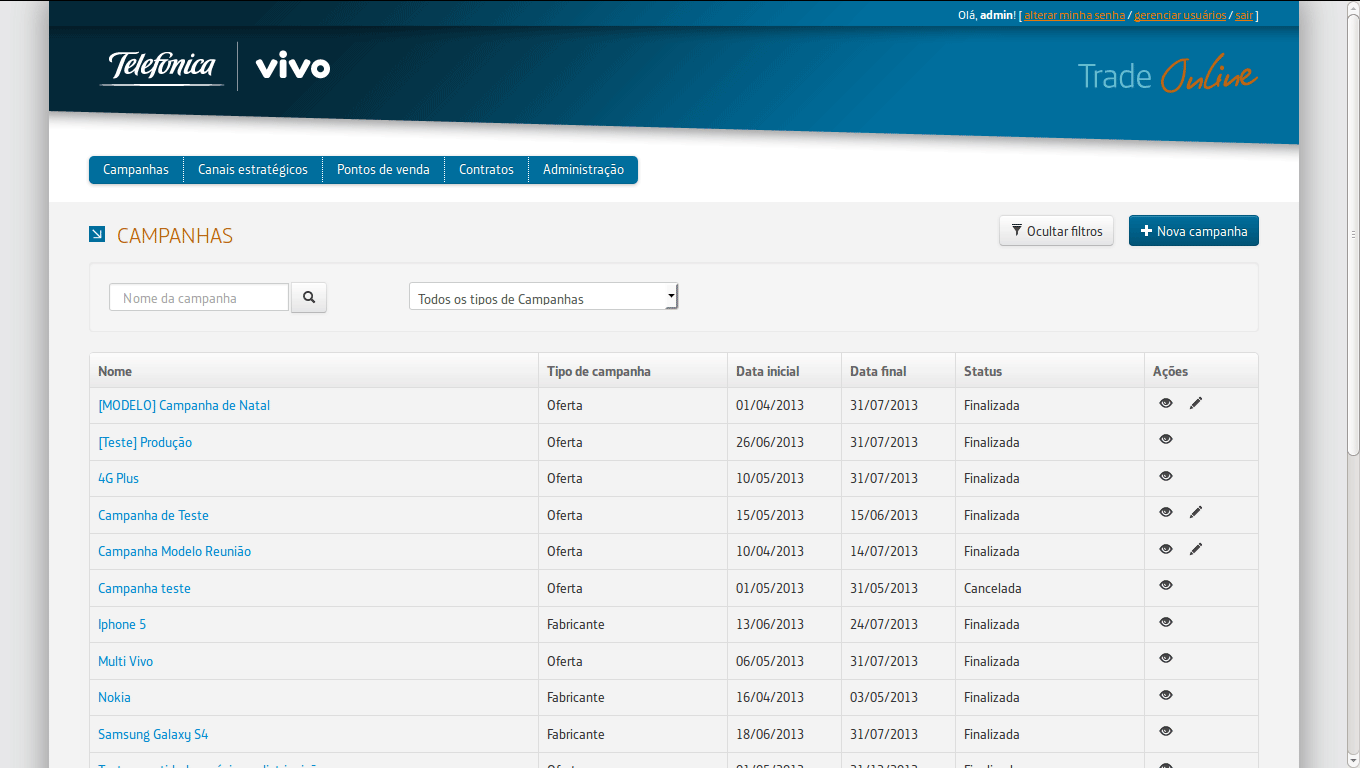 Olá, admin! [ alterar minha senha / gerenciar usuários / sair ]
Telefónica vivo
Trade Online
Campanhas Canais estratégicos Pontos de venda Contratos Administração
CAMPANHAS
Ocultar filtros
Nova campanha
Nome da campanha
Todos os tipos de Campanhas
Nome Tipo de campanha Data inicial Data final Status Ações
[MODELO] Campanha de Natal Oferta 01/04/2013 31/07/2013 Finalizada
[Teste] Produção Oferta 26/06/2013 31/07/2013 Finalizada
4G Plus Oferta 10/05/2013 31/07/2013 Finalizada
Campanha de Teste Oferta 15/05/2013 15/06/2013 Finalizada
Campanha Modelo Reunião Oferta 10/04/2013 14/07/2013 Finalizada
Campanha teste Oferta 01/05/2013 31/05/2013 Cancelada
Iphone 5 Fabricante 13/06/2013 24/07/2013 Finalizada
Multi Vivo Oferta 06/05/2013 31/07/2013 Finalizada
Nokia Fabricante 16/04/2013 03/05/2013 Finalizada
Samsung Galaxy S4 Fabricante 18/06/2013 31/07/2013 Finalizada